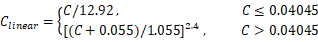 C_linear = { C/12.92 ,   C ≤ 0.04045
[(C + 0.055)/1.055]^2.4 ,   C > 0.04045